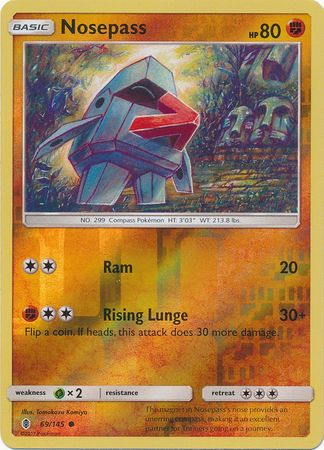 BASIC
Nosepass
HP 80
NO. 299 Compass Pokémon HT: 3'03" WT: 213.8 lbs.
Ram 20
Rising Lunge 30+
Flip a coin. If heads, this attack does 30 more damage.
weakness × 2 resistance retreat
Illus. Tomokazu Komiya
69/145
©2017 Pokémon
This magnet in Nosepass's nose provides an
unerring compass, making it an excellent
partner for Trainers going on a journey.